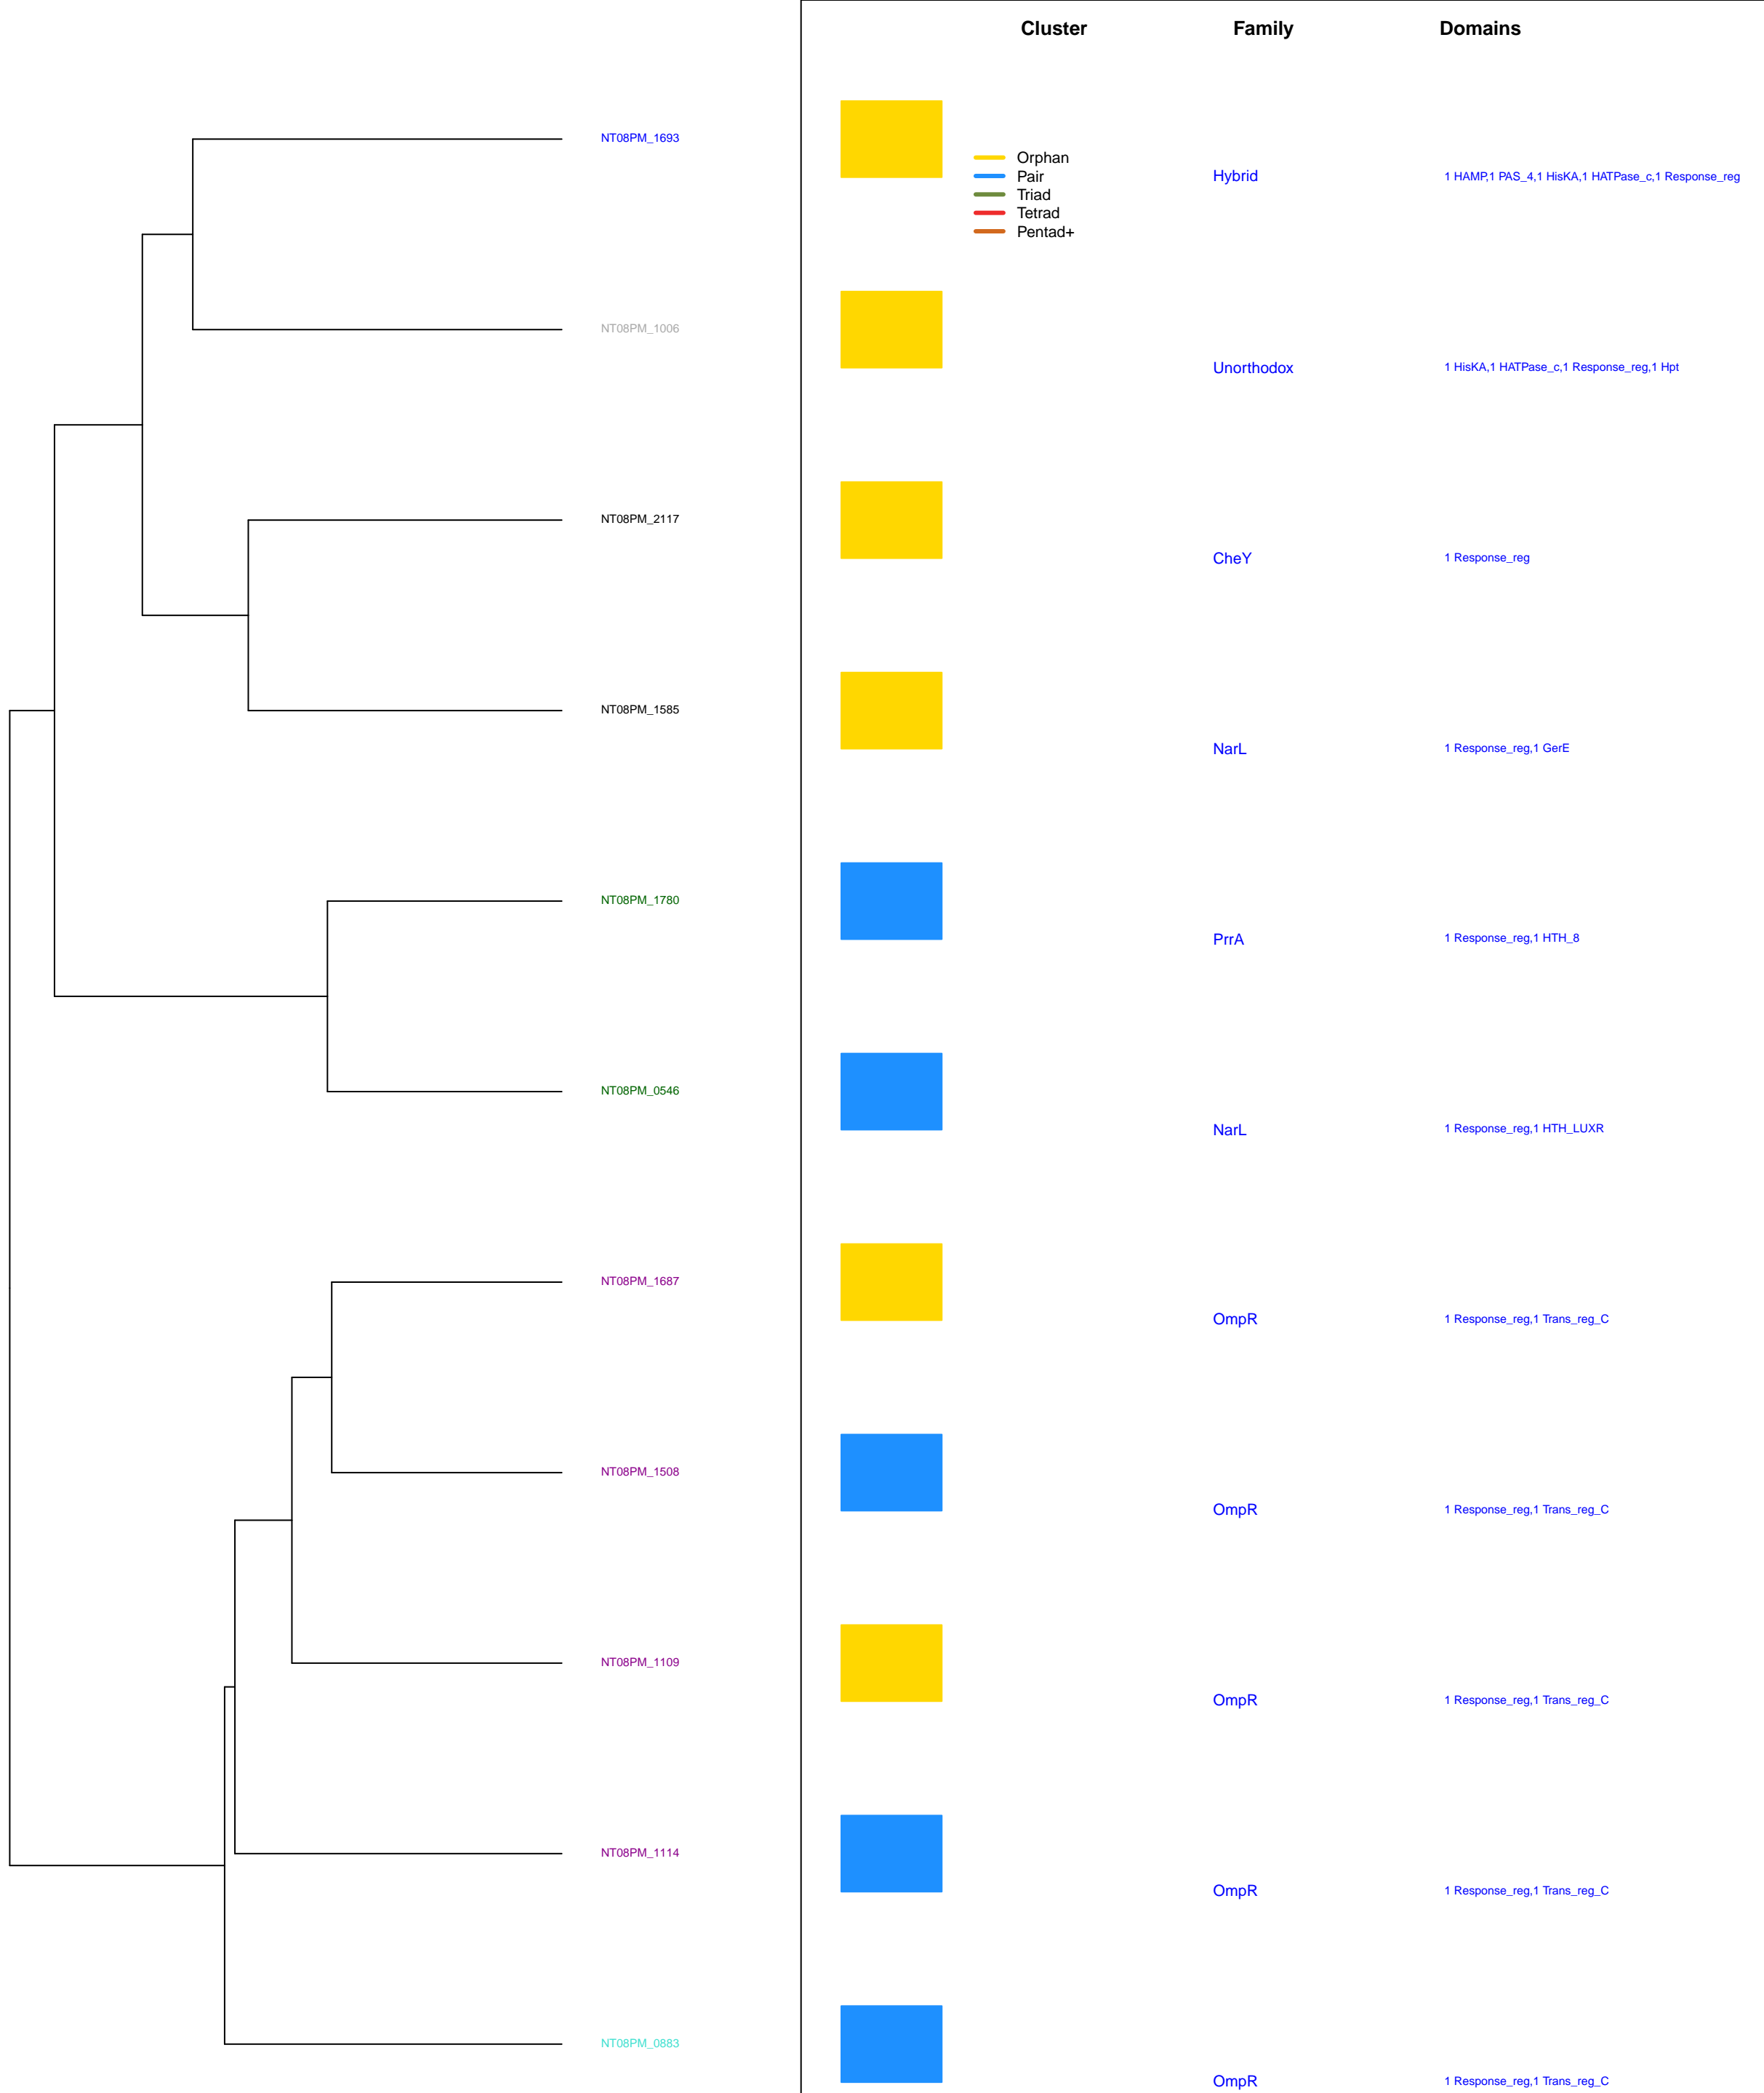 Cluster Family Domains
NT08PM_1693
Orphan
Pair
Triad
Tetrad
Pentad+
Hybrid 1 HAMP,1 PAS_4,1 HisKA,1 HATPase_c,1 Response_reg
NT08PM_1006
Unorthodox 1 HisKA,1 HATPase_c,1 Response_reg,1 Hpt
NT08PM_2117
CheY 1 Response_reg
NT08PM_1585
NarL 1 Response_reg,1 GerE
NT08PM_1780
PrrA 1 Response_reg,1 HTH_8
NT08PM_0546
NarL 1 Response_reg,1 HTH_LUXR
NT08PM_1687
OmpR 1 Response_reg,1 Trans_reg_C
NT08PM_1508
OmpR 1 Response_reg,1 Trans_reg_C
NT08PM_1109
OmpR 1 Response_reg,1 Trans_reg_C
NT08PM_1114
OmpR 1 Response_reg,1 Trans_reg_C
NT08PM_0883
OmpR 1 Response_reg,1 Trans_reg_C